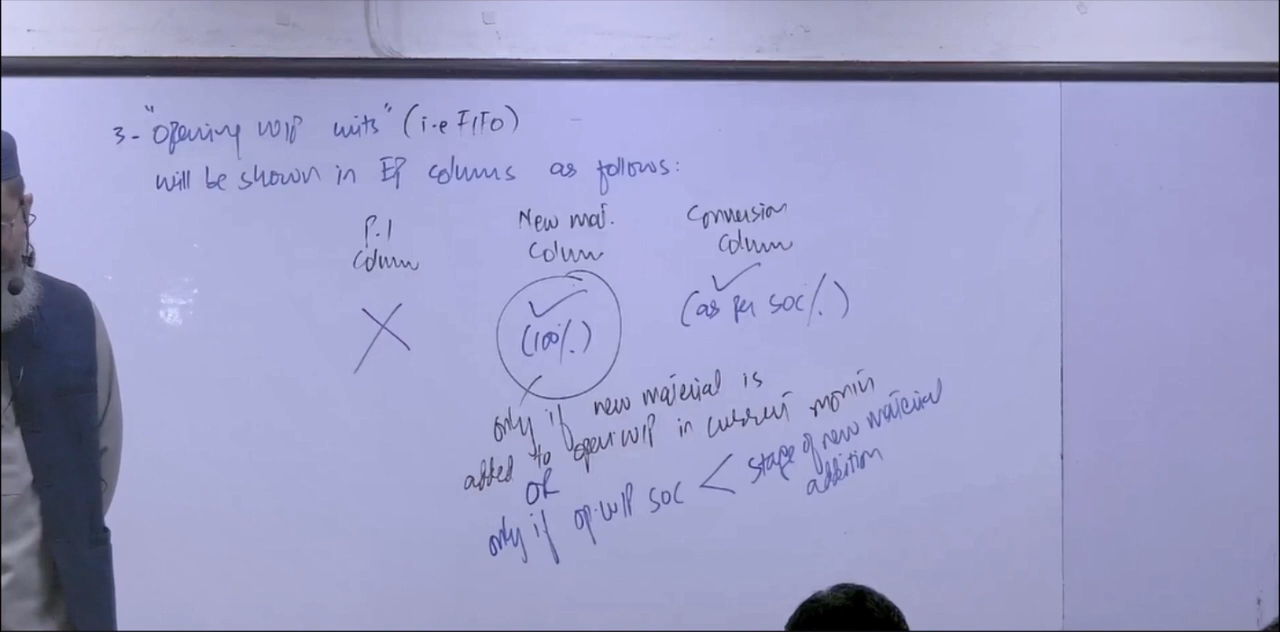 3- "Opening WIP units" (i.e FIFO)
will be shown in EP columns as follows:
P.1 Column
New mat. Column
Conversion Column
X
✓ (100%)
✓ (as per SOC%)
only if new material is
added to open WIP in current month
OR
only if op.WIP SOC < stage of new material
addition